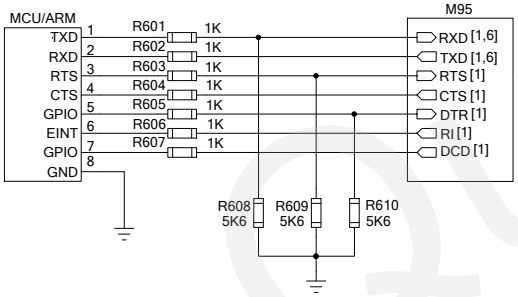 MCU/ARM M95
TXD 1 R601 1K RXD [1,6]
RXD 2 R602 1K TXD [1,6]
RTS 3 R603 1K RTS [1]
CTS 4 R604 1K CTS [1]
GPIO 5 R605 1K DTR [1]
EINT 6 R606 1K RI [1]
GPIO 7 R607 1K DCD [1]
GND 8
R608 R609 R610
5K6 5K6 5K6